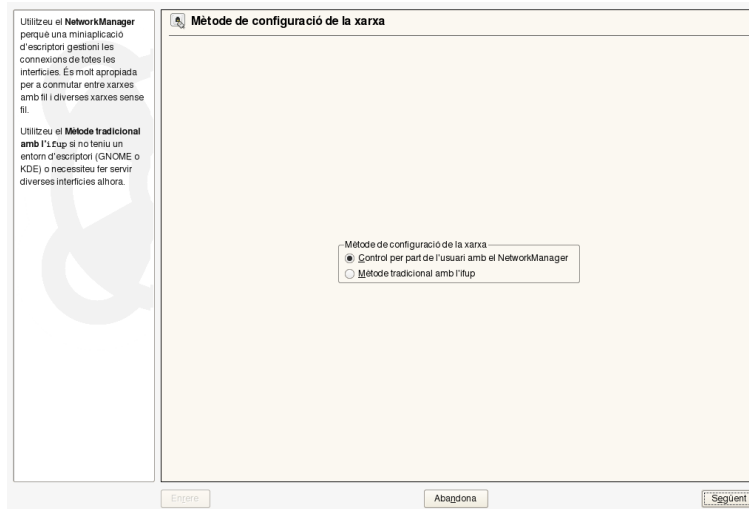 Utilitzeu el NetworkManager
perquè una miniaplicació
d'escriptori gestioni les
connexions de totes les
interfícies. És molt apropiada
per a commutar entre xarxes
amb fil i diverses xarxes sense
fil.
Utilitzeu el Mètode tradicional
amb l'ifup si no teniu un
entorn d'escriptori (GNOME o
KDE) o necessiteu fer servir
diverses interfícies alhora.
Mètode de configuració de la xarxa
Mètode de configuració de la xarxa
Control per part de l'usuari amb el NetworkManager
Mètode tradicional amb l'ifup
Enrere
Abandona
Següent